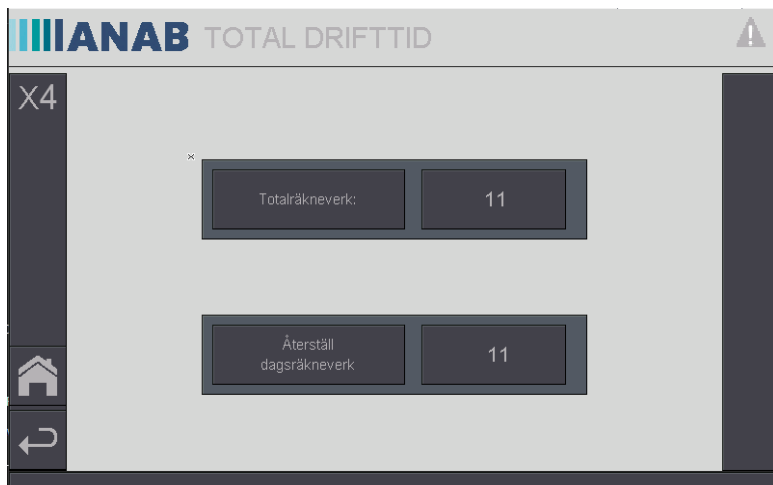 ANAB TOTAL DRIFTTID
X4
Totalräkneverk: 11
Återställ
dagsräkneverk 11